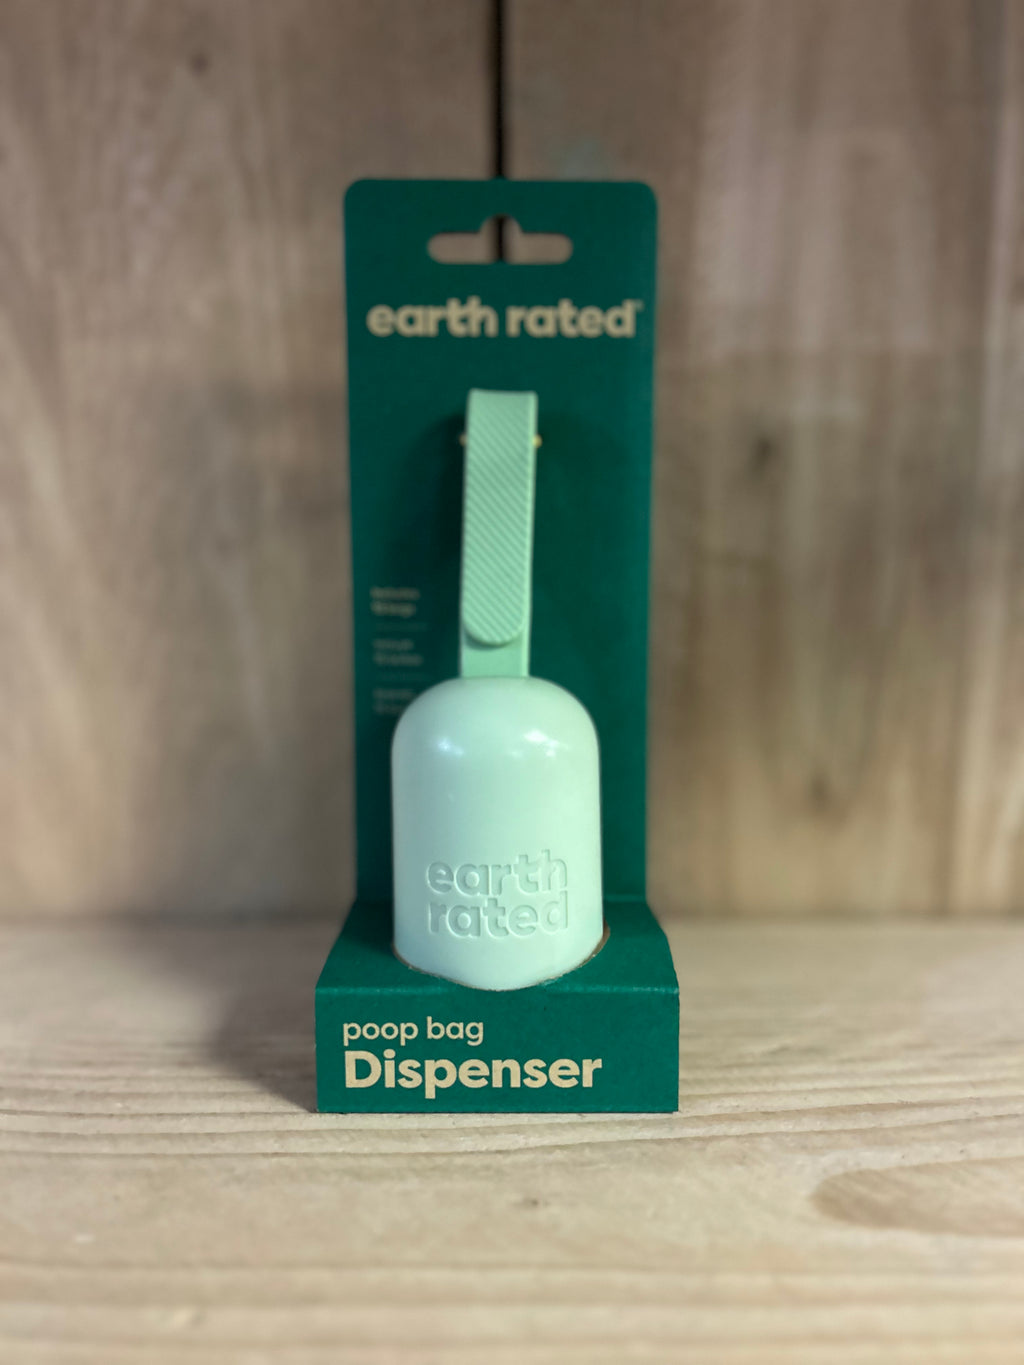 earth rated
earth
rated
poop bag
Dispenser